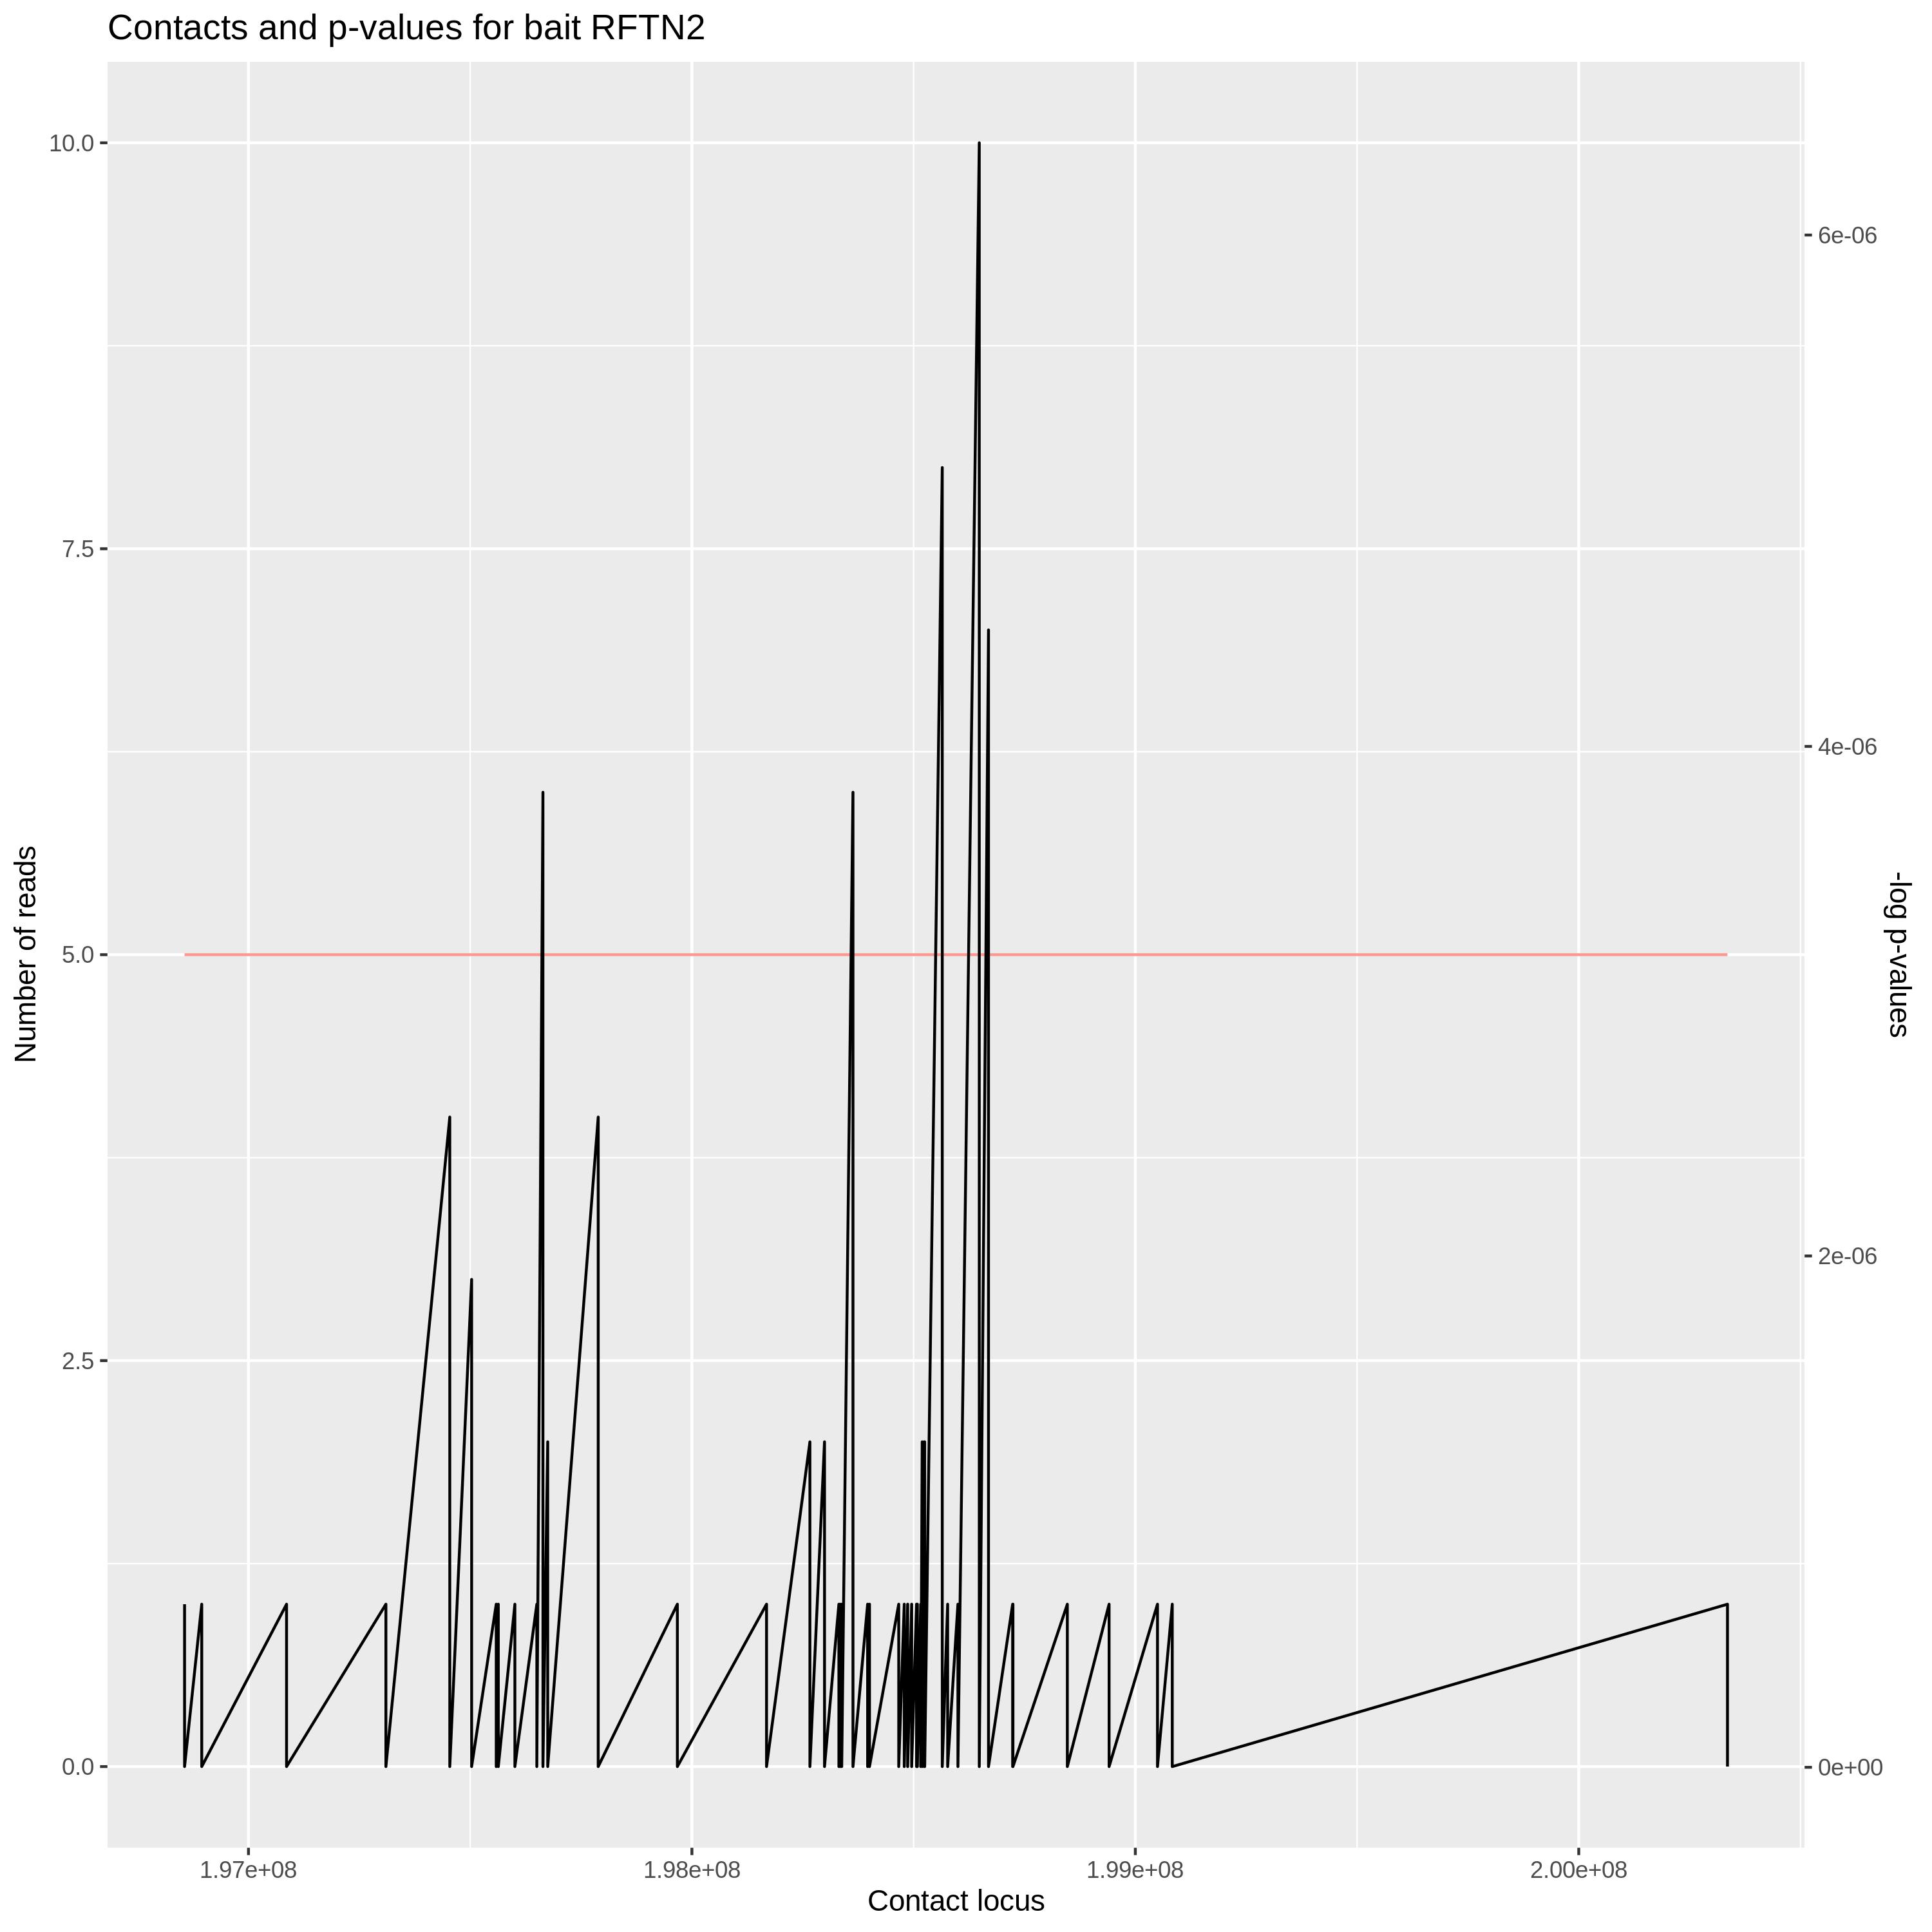 Contacts and p-values for bait RFTN2
10.0
7.5
5.0
2.5
0.0
Number of reads
6e-06
4e-06
2e-06
0e+00
-log p-values
1.97e+08
1.98e+08
1.99e+08
2.00e+08
Contact locus